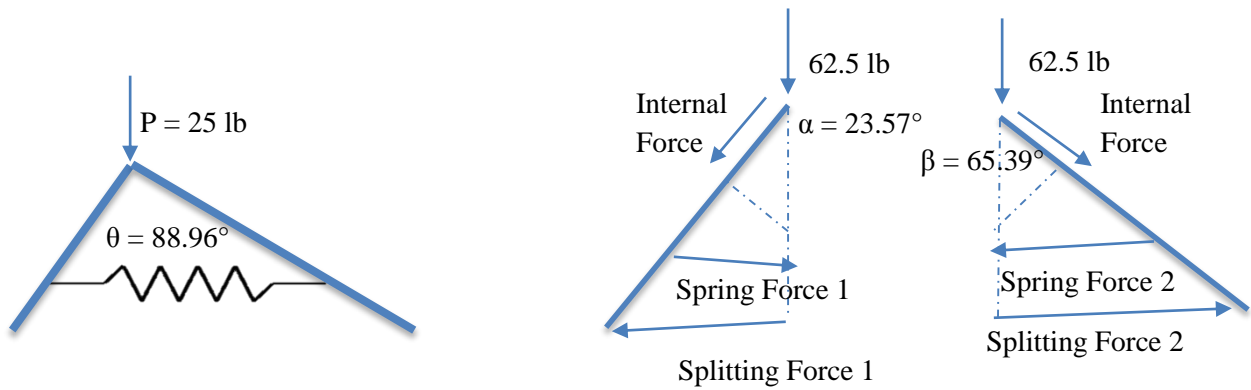 P = 25 lb
θ = 88.96°
62.5 lb
Internal
Force
α = 23.57°
Spring Force 1
Splitting Force 1
62.5 lb
Internal
Force
β = 65.39°
Spring Force 2
Splitting Force 2